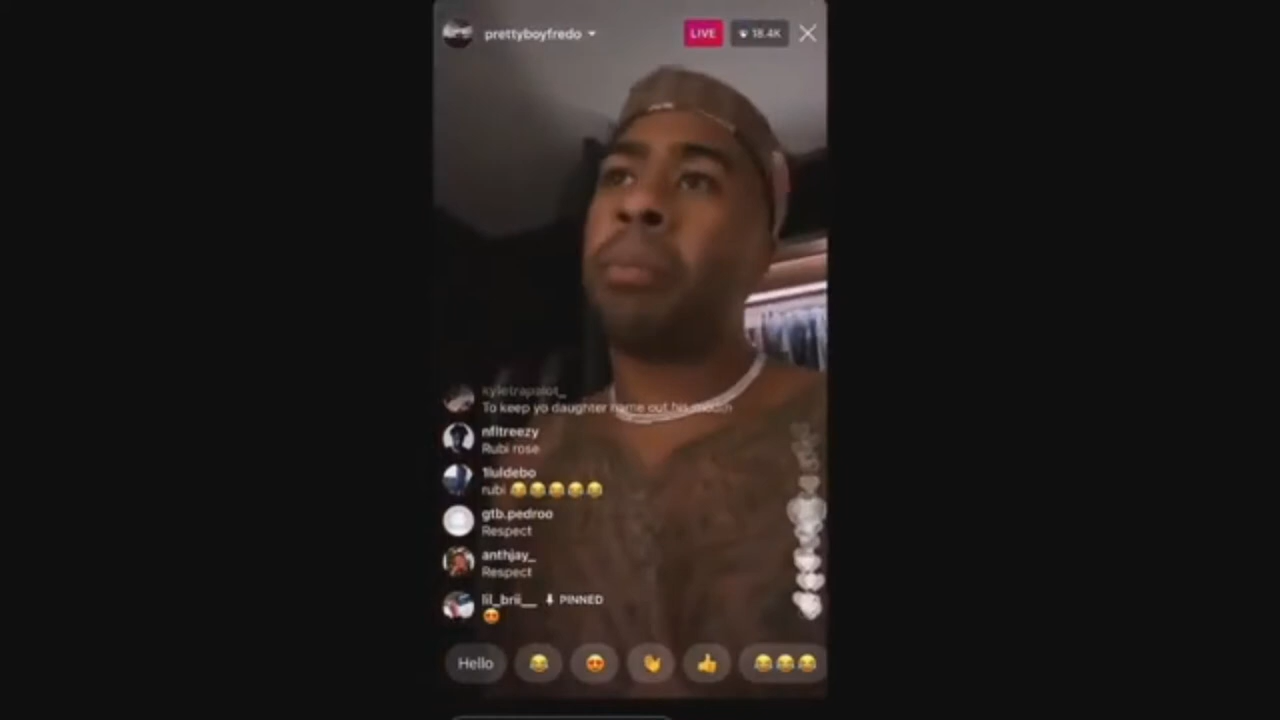 prettyboyfredo
LIVE
18.4K
kyletrapalot_
To keep yo daughter name out his mouth
nfltreezy
Rubi rose
rubi 😂😂😂😂😂
gtb.pedroo
Respect
anthjay_
Respect
lil_brii__ PINNED
😍
Hello